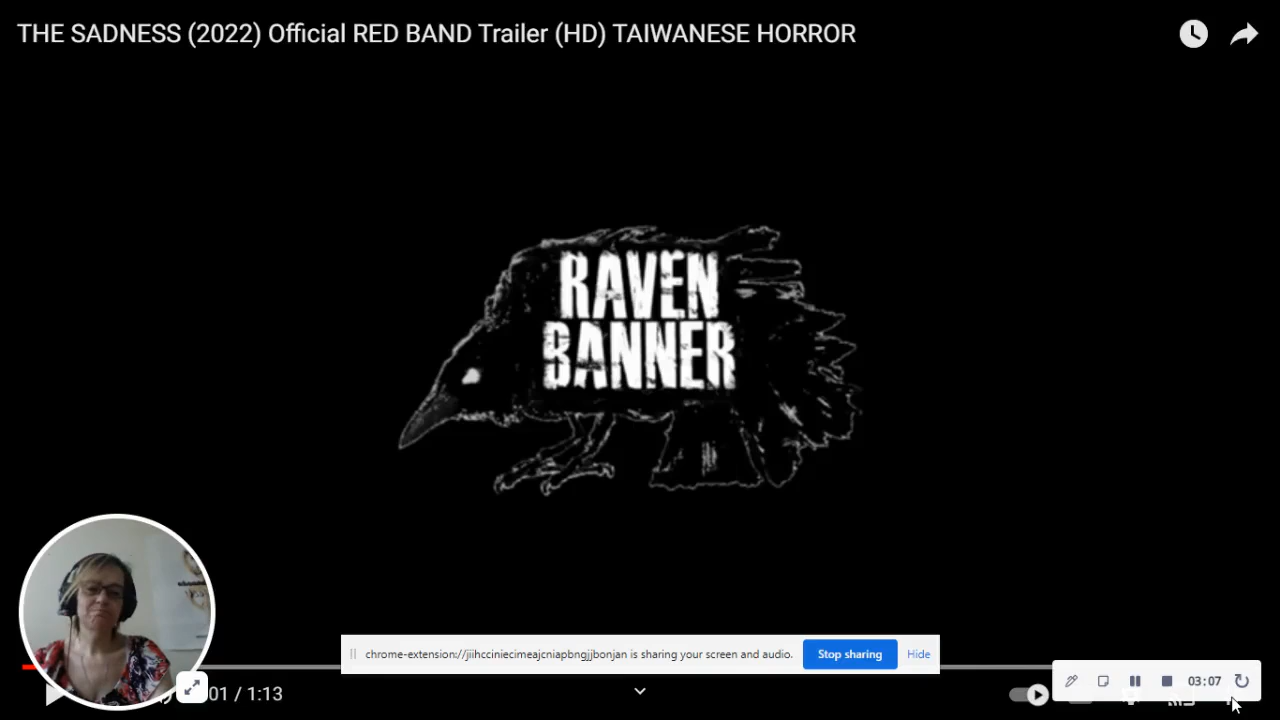 THE SADNESS (2022) Official RED BAND Trailer (HD) TAIWANESE HORROR
RAVEN
BANNER
chrome-extension://jiihcciniecimeajcniapbngjjbonjan is sharing your screen and audio.
Stop sharing
Hide
03:07
01 / 1:13